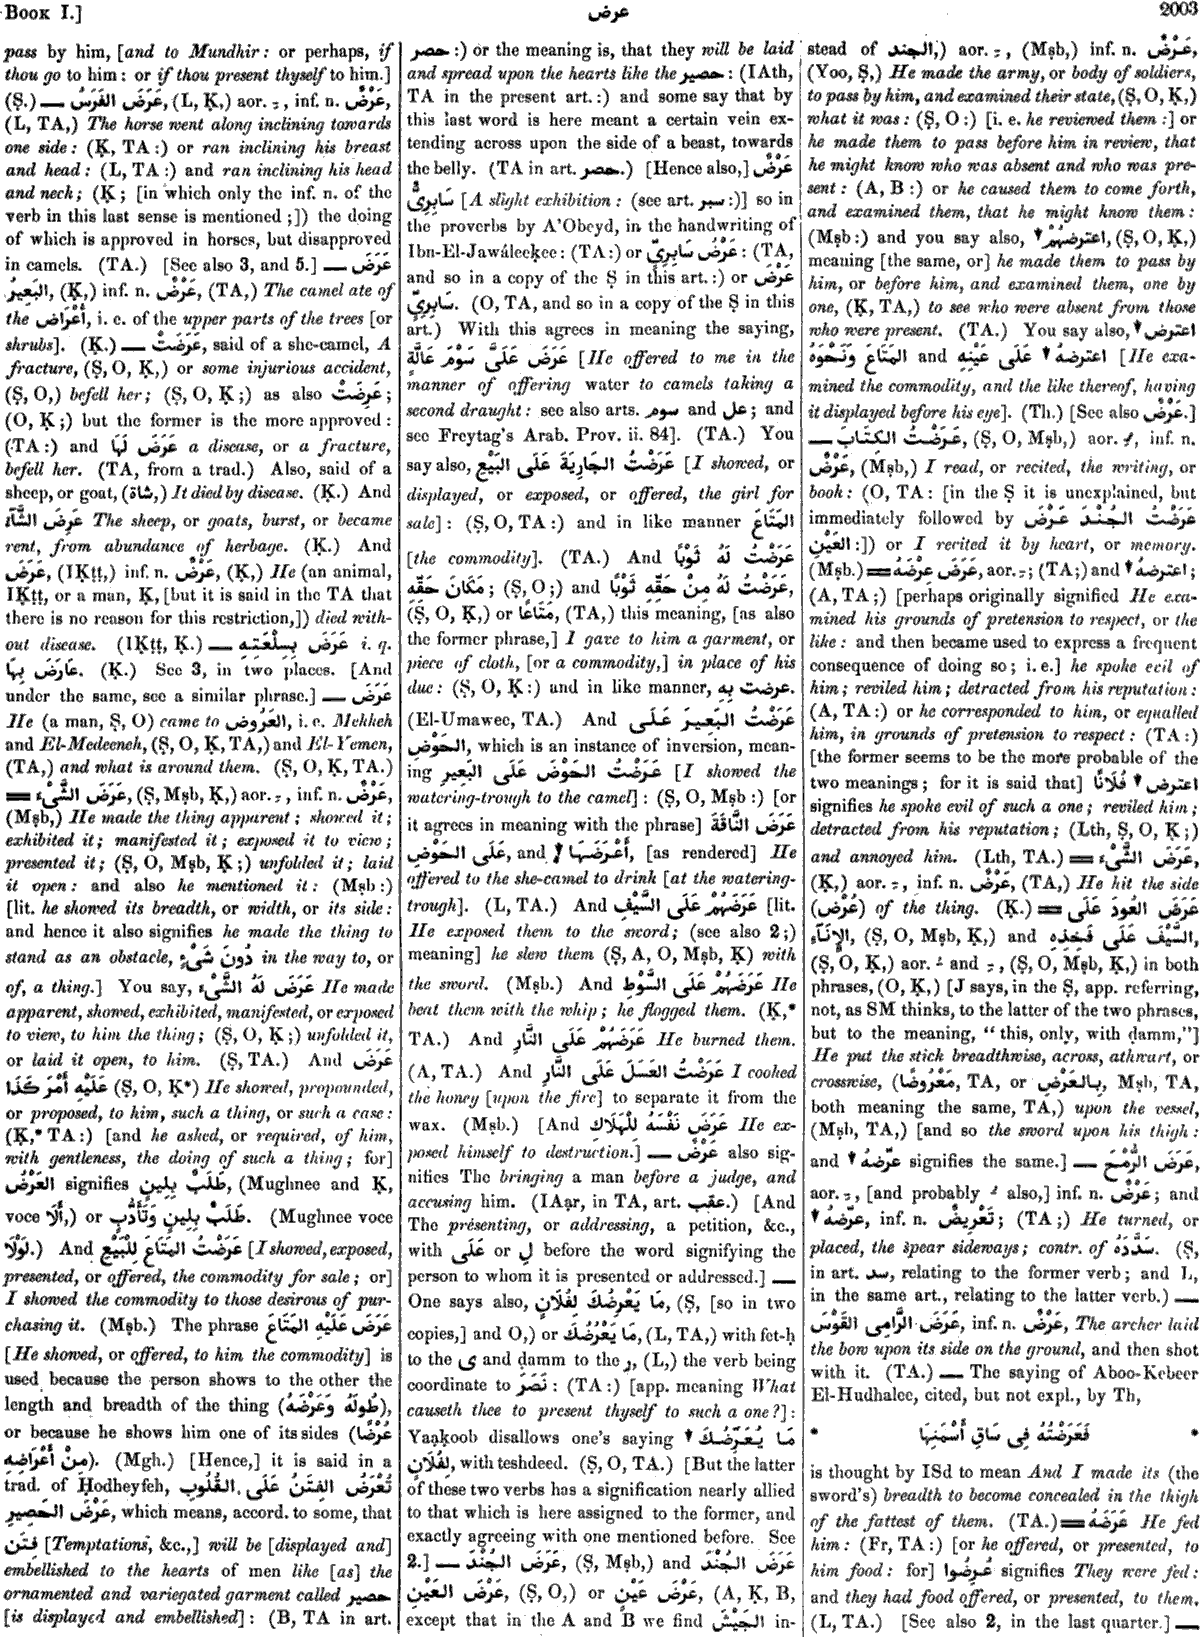 Book I.]
عرض
2003
pass by him, [and to Mundhir: or perhaps, if
thou go to him: or if thou present thyself to him.]
(Ṣ.) — عَرَضَ الفَرَسُ, (L, Ḳ,) aor. ـِ, inf. n. عَرْضٌ,
(L, TA,) The horse went along inclining towards
one side: (Ḳ, TA:) or ran inclining his breast
and head: (L, TA:) and ran inclining his head
and neck; (Ḳ; [in which only the inf. n. of the
verb in this last sense is mentioned;]) the doing
of which is approved in horses, but disapproved
in camels. (TA.) [See also 3, and 5.] — عَرَضَ
البَعِيرُ, (Ḳ,) inf. n. عَرْضٌ, (TA,) The camel ate of
the أَعْرَاض, i. e. of the upper parts of the trees [or
shrubs]. (Ḳ.) — عَرَضَتْ, said of a she-camel, A
fracture, (Ṣ, O, Ḳ,) or some injurious accident,
(Ṣ, O,) befell her; (Ṣ, O, Ḳ;) as also عَرِضَتْ;
(O, Ḳ;) but the former is the more approved:
(TA:) and عَرَضَ لَهَا a disease, or a fracture,
befell her. (TA, from a trad.) Also, said of a
sheep, or goat, (شاة,) It died by disease. (Ḳ.) And
عَرِضَ الشَّآءُ The sheep, or goats, burst, or became
rent, from abundance of herbage. (Ḳ.) And
عَرَضَ, (IḲṭṭ,) inf. n. عَرْضٌ, (Ḳ,) He (an animal,
IḲṭṭ, or a man, Ḳ, [but it is said in the TA that
there is no reason for this restriction,]) died with-
out disease. (IḲṭṭ, Ḳ.) — عَرَضَ بِسِلْعَتِهِ i. q.
عَارَضَ بِهَا. (Ḳ.) See 3, in two places. [And
under the same, see a similar phrase.] — عَرَضَ
He (a man, Ṣ, O) came to العَرُوض, i. e. Mekkeh
and El-Medeeneh, (Ṣ, O, Ḳ, TA,) and El-Yemen,
(TA,) and what is around them. (Ṣ, O, Ḳ, TA.)
= عَرَضَ الشَّىْءَ, (Ṣ, Mṣb, Ḳ,) aor. ـِ, inf. n. عَرْضٌ,
(Mṣb,) He made the thing apparent; showed it;
exhibited it; manifested it; exposed it to view;
presented it; (Ṣ, O, Mṣb, Ḳ;) unfolded it; laid
it open: and also he mentioned it: (Mṣb:)
[lit. he showed its breadth, or width, or its side:
and hence it also signifies he made the thing to
stand as an obstacle, دُونَ شَىْءٍ in the way to, or
of, a thing.] You say, عَرَضَ لَهُ الشَّىْءَ He made
apparent, showed, exhibited, manifested, or exposed
to view, to him the thing; (Ṣ, O, Ḳ;) unfolded it,
or laid it open, to him. (Ṣ, TA.) And عَرَضَ
عَلَيْهِ أَمْرَ كَذَا (Ṣ, O, Ḳ*) He showed, propounded,
or proposed, to him, such a thing, or such a case:
(Ḳ,* TA:) [and he asked, or required, of him,
with gentleness, the doing of such a thing; for]
العَرْضُ signifies طَلَبٌ بِلِينٍ, (Mughnee and Ḳ,
voce أَلَا,) or طَلَبٌ بِلِينٍ وَتَأَدُّبٍ. (Mughnee voce
لَوْلَا.) And عَرَضْتُ المَتَاعَ لِلْبَيْعِ [I showed, exposed,
presented, or offered, the commodity for sale; or]
I showed the commodity to those desirous of pur-
chasing it. (Mṣb.) The phrase عَرَضَ عَلَيْهِ المَتَاعَ
[He showed, or offered, to him the commodity] is
used because the person shows to the other the
length and breadth of the thing (طُولَهُ وَعَرْضَهُ),
or because he shows him one of its sides (عُرْضًا
مِنْ أَعْرَاضِهِ). (Mgh.) [Hence,] it is said in a
trad. of Ḥodheyfeh, تُعْرَضُ الفِتَنُ عَلَى القُلُوبِ
عَرْضَ الحَصِيرِ, which means, accord. to some, that
فِتَن [Temptations, &c.,] will be [displayed and]
embellished to the hearts of men like [as] the
ornamented and variegated garment called حصير
[is displayed and embellished]: (B, TA in art.
حصر:) or the meaning is, that they will be laid
and spread upon the hearts like the حصير: (IAth,
TA in the present art.:) and some say that by
this last word is here meant a certain vein ex-
tending across upon the side of a beast, towards
the belly. (TA in art. حصر.) [Hence also,] عَرْضٌ
سَابِرِىٌّ [A slight exhibition: (see art. سبر:)] so in
the proverbs by A'Obeyd, in the handwriting of
Ibn-El-Jawáleeḳee: (TA:) or عَرْضُ سَابِرِىٍّ: (TA,
and so in a copy of the Ṣ in this art.:) or عَرْضَ
سَابِرِىٍّ. (O, TA, and so in a copy of the Ṣ in this
art.) With this agrees in meaning the saying,
عَرَضَ عَلَىَّ سَوْمَ عَالَّةٍ [He offered to me in the
manner of offering water to camels taking a
second draught: see also arts. سوم and عل; and
see Freytag's Arab. Prov. ii. 84]. (TA.) You
say also, عَرَضْتُ الجَارِيَةَ عَلَى البَيْعِ [I showed, or
displayed, or exposed, or offered, the girl for
sale]: (Ṣ, O, TA:) and in like manner المَتَاعَ
[the commodity]. (TA.) And عَرَضْتُ لَهُ ثَوْبًا
مَكَانَ حَقِّهِ; (Ṣ, O;) and عَرَضْتُ لَهُ مِنْ حَقِّهِ ثَوْبًا,
(Ṣ, O, Ḳ,) or مَتَاعًا, (TA,) this meaning, [as also
the former phrase,] I gave to him a garment, or
piece of cloth, [or a commodity,] in place of his
due: (Ṣ, O, Ḳ:) and in like manner, عرضت بِهِ.
(El-Umawee, TA.) And عَرَضْتُ البَعِيرَ عَلَى
الحَوْضِ, which is an instance of inversion, mean-
ing عَرَضْتُ الحَوْضَ عَلَى البَعِيرِ [I showed the
watering-trough to the camel]: (Ṣ, O, Mṣb:) [or
it agrees in meaning with the phrase] عَرَضَ النَّاقَةَ
عَلَى الحَوْضِ, and أَعْرَضَهَا ↓, [as rendered] He
offered to the she-camel to drink [at the watering-
trough]. (L, TA.) And عَرَضَهُمْ عَلَى السَّيْفِ [lit.
He exposed them to the sword; (see also 2;)
meaning] he slew them (Ṣ, A, O, Mṣb, Ḳ) with
the sword. (Mṣb.) And عَرَضَهُمْ عَلَى السَّوْطِ He
beat them with the whip; he flogged them. (Ḳ,*
TA.) And عَرَضَهُمْ عَلَى النَّارِ He burned them.
(A, TA.) And عَرَضْتُ العَسَلَ عَلَى النَّارِ I cooked
the honey [upon the fire] to separate it from the
wax. (Mṣb.) [And عَرَضَ نَفْسَهُ لِلْهَلَاكِ He ex-
posed himself to destruction.] — عَرْضٌ also sig-
nifies The bringing a man before a judge, and
accusing him. (IAạr, in TA, art. عقب.) [And
The presenting, or addressing, a petition, &c.,
with عَلَى or لِ before the word signifying the
person to whom it is presented or addressed.] —
One says also, مَا يَعْرِضُكَ لِفُلَانٍ, (Ṣ, [so in two
copies,] and O,) or مَا يَعْرُضُكَ, (L, TA,) with fet-ḥ
to the ى and ḍamm to the ر, (L,) the verb being
coordinate to نَصَرَ: (TA:) [app. meaning What
causeth thee to present thyself to such a one?]:
Yaạḳoob disallows one's saying مَا يُعَرِّضُكَ ↓
لِفُلَانٍ, with teshdeed. (Ṣ, O, TA.) [But the latter
of these two verbs has a signification nearly allied
to that which is here assigned to the former, and
exactly agreeing with one mentioned before. See
2.] — عَرَضَ الجُنْدَ, (Ṣ, Mṣb,) and عَرَضَ الجُنْدَ
عَرْضَ العَيْنِ, (Ṣ, O,) or عَرْضَ عَيْنٍ, (A, Ḳ, B,
except that in the A and B we find الجَيْش in-
stead of الجند,) aor. ـِ, (Mṣb,) inf. n. عَرْضٌ,
(Yoo, Ṣ,) He made the army, or body of soldiers,
to pass by him, and examined their state, (Ṣ, O, Ḳ,)
what it was: (Ṣ, O:) [i. e. he reviewed them:] or
he made them to pass before him in review, that
he might know who was absent and who was pre-
sent: (A, B:) or he caused them to come forth,
and examined them, that he might know them:
(Mṣb:) and you say also, اعترضهُمْ ↓, (Ṣ, O, Ḳ,)
meaning [the same, or] he made them to pass by
him, or before him, and examined them, one by
one, (Ḳ, TA,) to see who were absent from those
who were present. (TA.) You say also, اعترض ↓
المَتَاعَ وَنَحْوَهُ and اعترضهُ ↓ عَلَى عَيْنِهِ [He exa-
mined the commodity, and the like thereof, having
it displayed before his eye]. (Th.) [See also عَرْضٌ.]
— عَرَضْتُ الكِتَابَ, (Ṣ, O, Mṣb,) aor. ـِ, inf. n.
عَرْضٌ, (Mṣb,) I read, or recited, the writing, or
book: (O, TA: [in the Ṣ it is unexplained, but
immediately followed by عَرَضْتُ الجُنْدَ عَرْضَ
العَيْنِ:]) or I recited it by heart, or memory.
(Mṣb.) = عَرَضَ عِرْضَهُ, aor. ـِ; (TA;) and اعترضهُ ↓;
(A, TA;) [perhaps originally signified He exa-
mined his grounds of pretension to respect, or the
like: and then became used to express a frequent
consequence of doing so; i. e.] he spoke evil of
him; reviled him; detracted from his reputation:
(A, TA:) or he corresponded to him, or equalled
him, in grounds of pretension to respect: (TA:)
[the former seems to be the more probable of the
two meanings; for it is said that] اعترض ↓ فُلَانًا
signifies he spoke evil of such a one; reviled him;
detracted from his reputation; (Lth, Ṣ, O, Ḳ;)
and annoyed him. (Lth, TA.) = عَرَضَ الشَّىْءَ,
(Ḳ,) aor. ـِ, inf. n. عَرْضٌ, (TA,) He hit the side
(عُرْض) of the thing. (Ḳ.) = عَرَضَ العُودَ عَلَى
الإِنَآءِ, (Ṣ, O, Mṣb, Ḳ,) and السَّيْفَ عَلَى فَخِذِهِ,
(Ṣ, O, Ḳ,) aor. ـُ and ـِ, (Ṣ, O, Mṣb, Ḳ,) in both
phrases, (O, Ḳ,) [J says, in the Ṣ, app. referring,
not, as SM thinks, to the latter of the two phrases,
but to the meaning, "this, only, with ḍamm,"]
He put the stick breadthwise, across, athwart, or
crosswise, (مَعْرُوضًا, TA, or بِالعَرْضِ, Mṣb, TA,
both meaning the same, TA,) upon the vessel,
(Mṣb, TA,) [and so the sword upon his thigh:
and عَرَّضهُ ↓ signifies the same.] — عَرَضَ الرُّمْحَ,
aor. ـِ, [and probably ـُ also,] inf. n. عَرْضٌ; and
عَرَّضهُ ↓, inf. n. تَعْرِيضٌ; (TA;) He turned, or
placed, the spear sideways; contr. of سَدَّدَهُ. (Ṣ,
in art. سد, relating to the former verb; and L,
in the same art., relating to the latter verb.) —
عَرَضَ الرَّامِى القَوْسَ, inf. n. عَرْضٌ, The archer laid
the bow upon its side on the ground, and then shot
with it. (TA.) — The saying of Aboo-Kebeer
El-Hudhalee, cited, but not expl., by Th,
* فَعَرَضْتُهُ فِى سَاقِ أَسْمَنِهَا *
is thought by ISd to mean And I made its (the
sword's) breadth to become concealed in the thigh
of the fattest of them. (TA.) = عَرَضَهُ He fed
him: (Fr, TA:) [or he offered, or presented, to
him food: for] عُرِضُوا signifies They were fed:
and they had food offered, or presented, to them.
(L, TA.) [See also 2, in the last quarter.] —